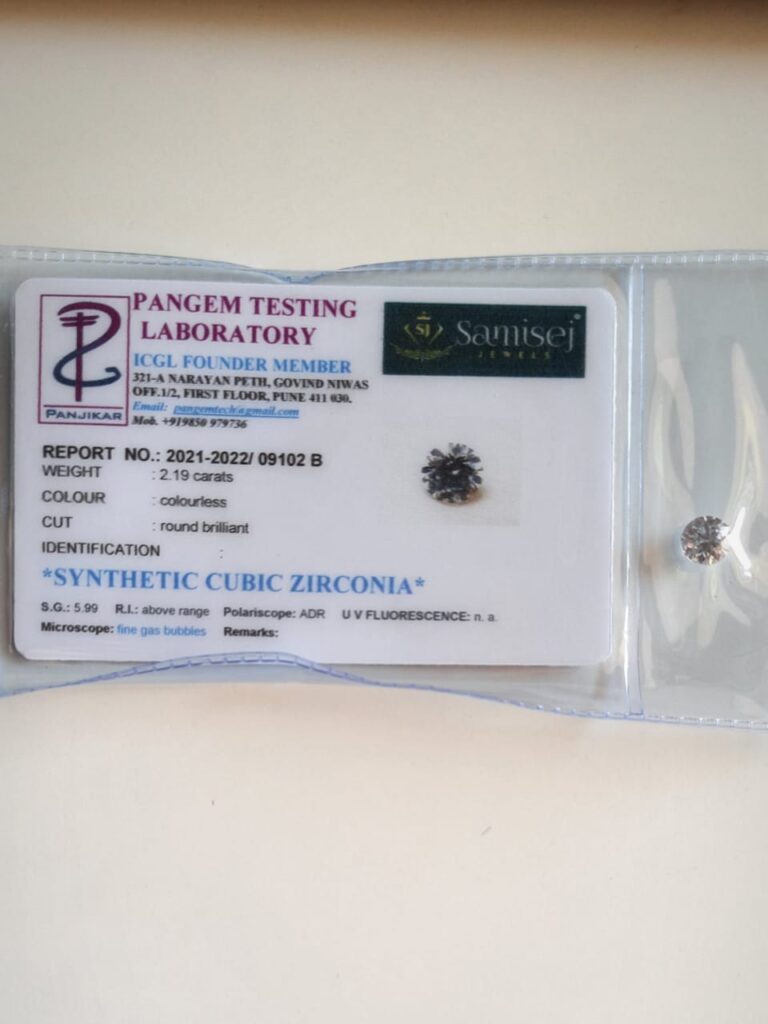 PANGEM TESTING
LABORATORY
ICGL FOUNDER MEMBER
321-A NARAYAN PETH, GOVIND NIWAS
OFF.1/2, FIRST FLOOR, PUNE 411 030.
Email: pangemtech@gmail.com
Mob. +919850 979736
PANJIKAR
SJ
Samisej®
JEWELS
REPORT NO.: 2021-2022/ 09102 B
WEIGHT : 2.19 carats
COLOUR : colourless
CUT : round brilliant
IDENTIFICATION :
*SYNTHETIC CUBIC ZIRCONIA*
S.G.: 5.99 R.I.: above range Polariscope: ADR U V FLUORESCENCE: n. a.
Microscope: fine gas bubbles Remarks: